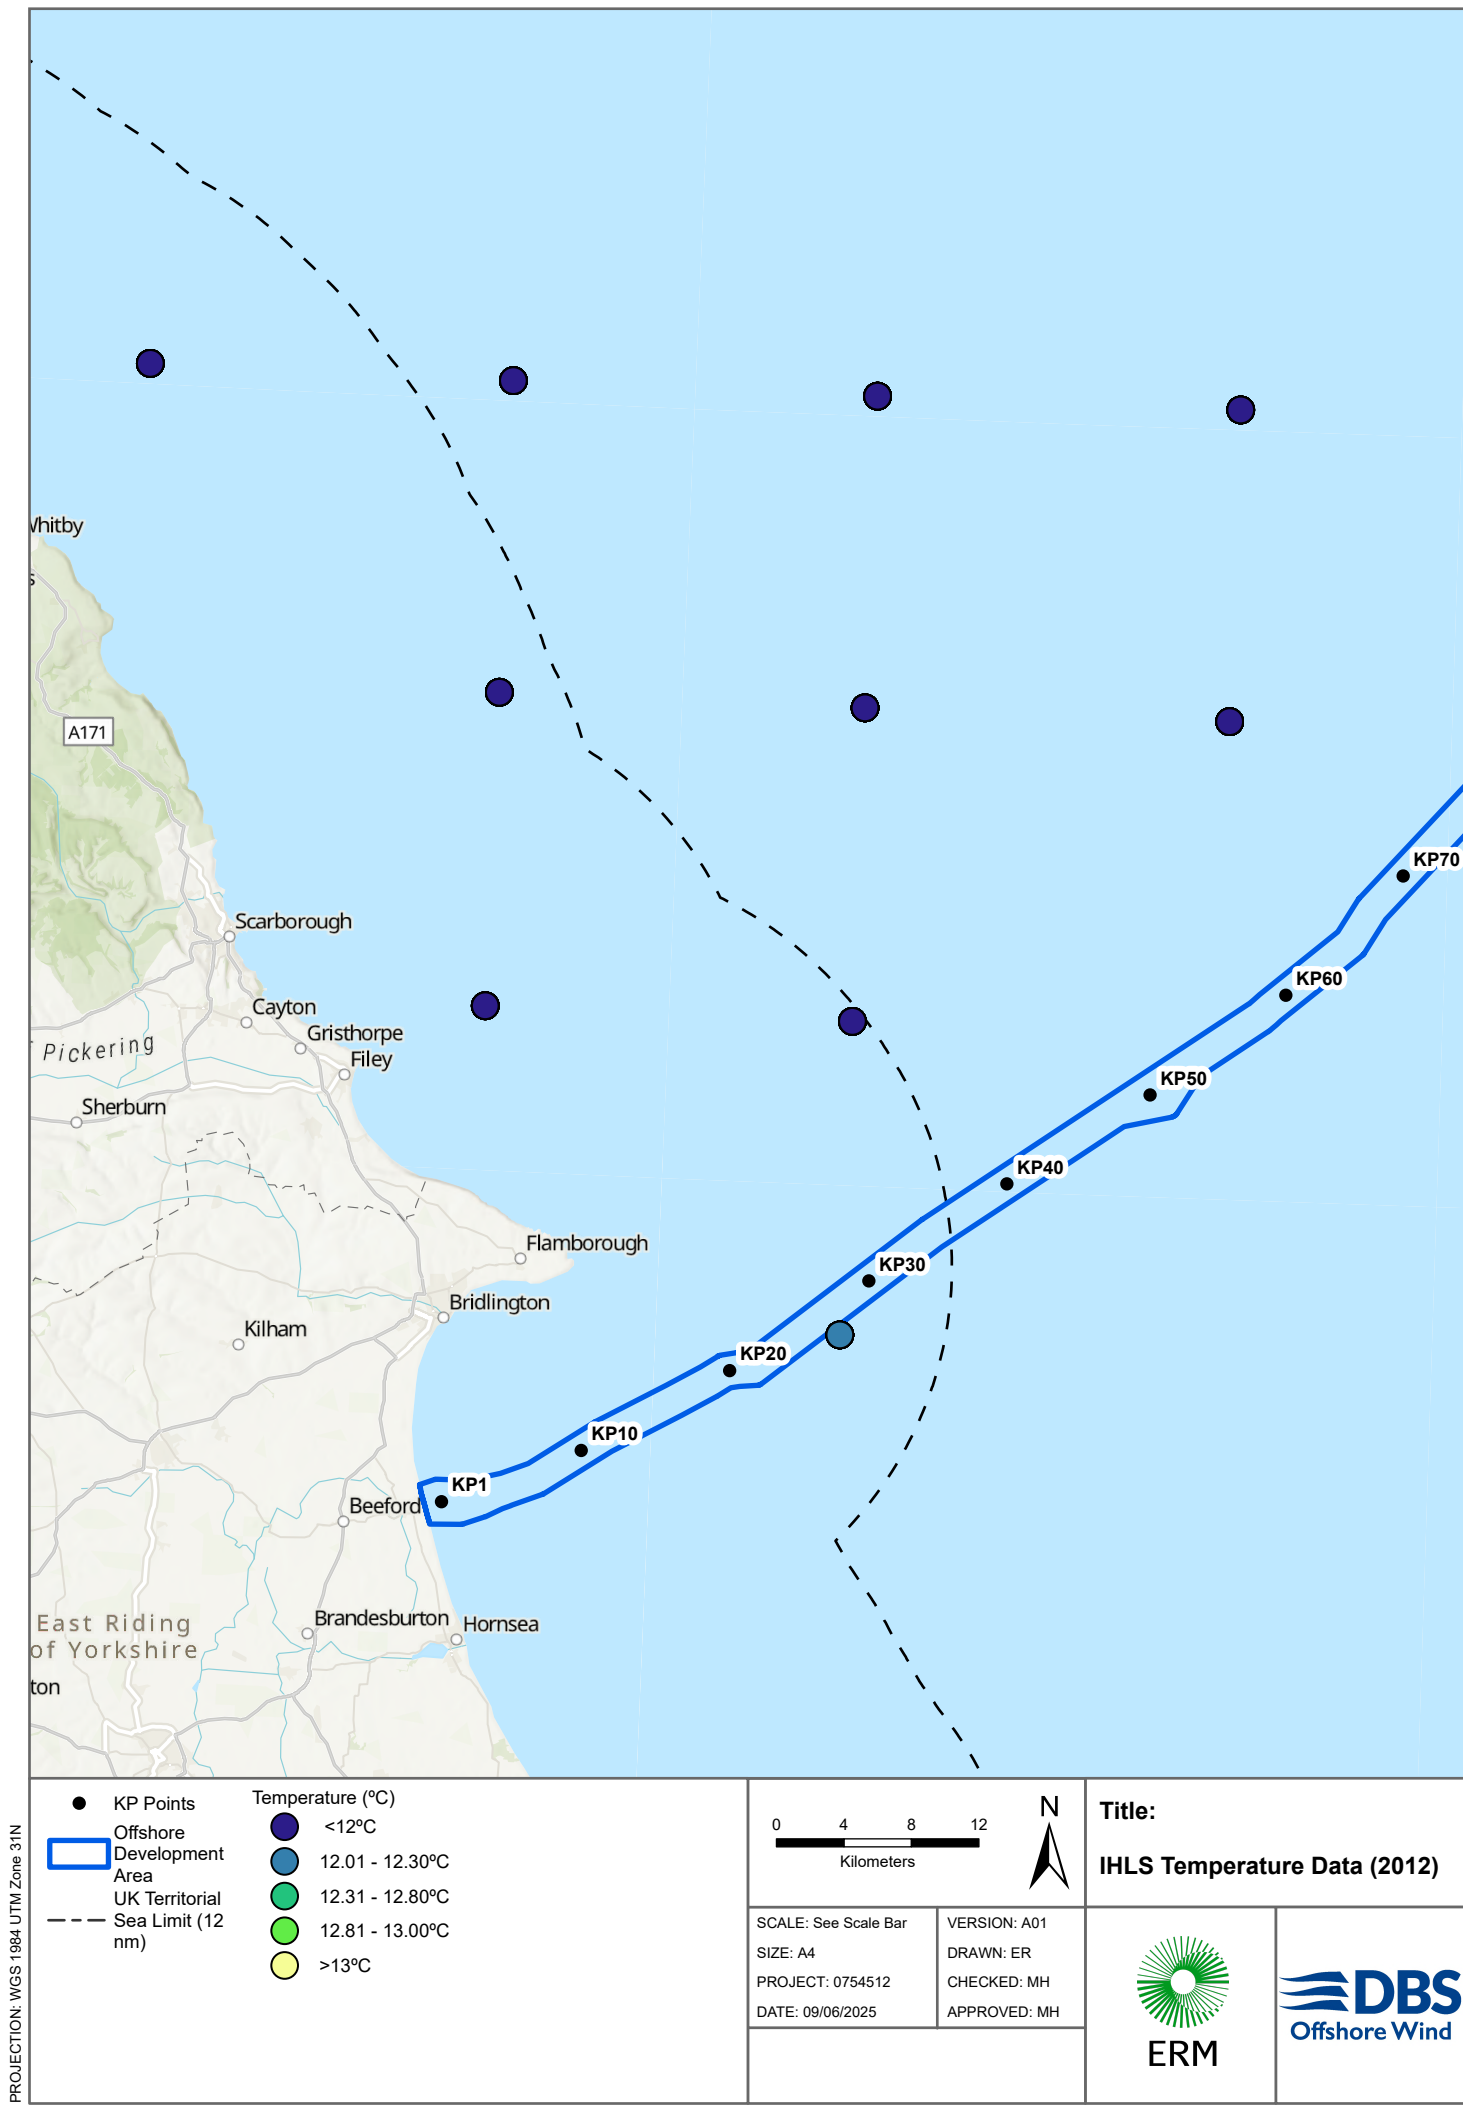 Whitby
s
A171
Scarborough
Cayton
Gristhorpe
Filey
Pickering
Sherburn
Flamborough
Bridlington
Kilham
Beeford
Brandesburton
Hornsea
East Riding
of Yorkshire
ton
KP70
KP60
KP50
KP40
KP30
KP20
KP10
KP1
PROJECTION: WGS 1984 UTM Zone 31N
KP Points
Offshore
Development
Area
UK Territorial
Sea Limit (12
nm)
Temperature (ºC)
<12ºC
12.01 - 12.30ºC
12.31 - 12.80ºC
12.81 - 13.00ºC
>13ºC
0 4 8 12
Kilometers
N
SCALE: See Scale Bar
SIZE: A4
PROJECT: 0754512
DATE: 09/06/2025
VERSION: A01
DRAWN: ER
CHECKED: MH
APPROVED: MH
Title:
IHLS Temperature Data (2012)
ERM
DBS
Offshore Wind